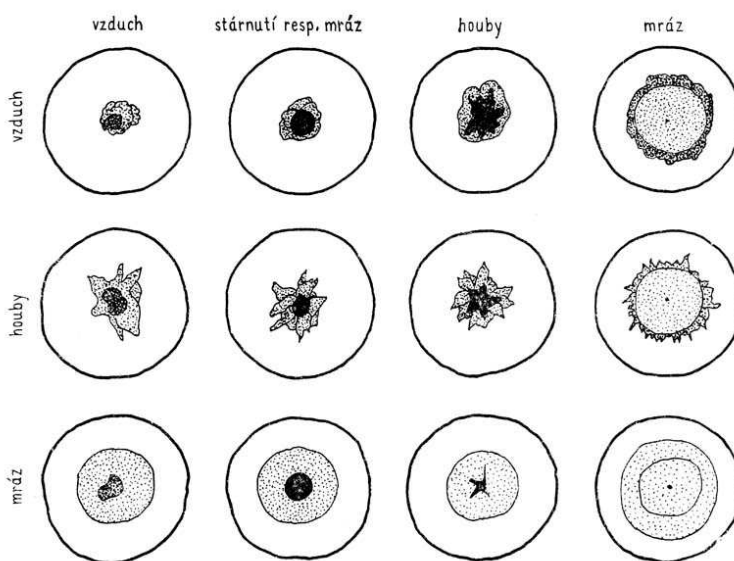 vzduch
stárnutí resp. mráz
houby
mráz
vzduch
houby
mráz